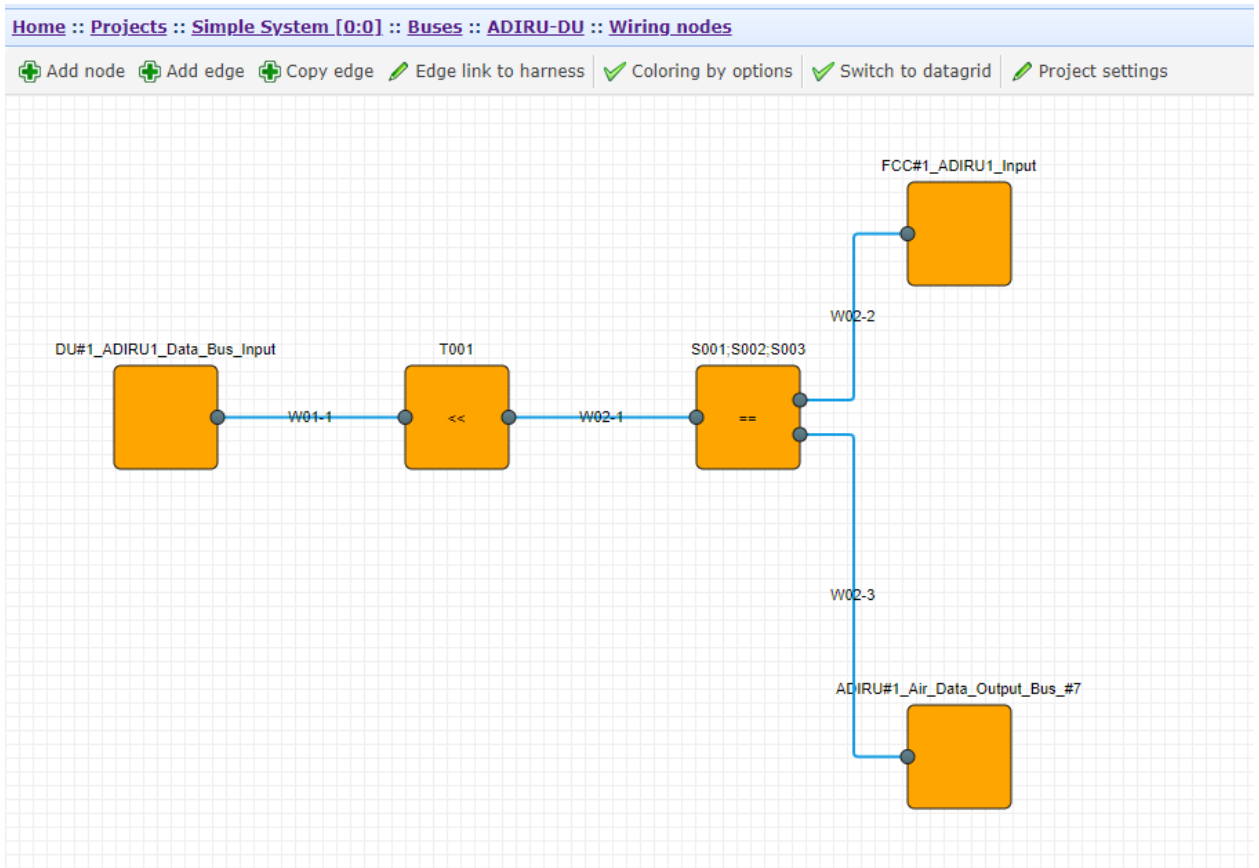 Home :: Projects :: Simple System [0:0] :: Buses :: ADIRU-DU :: Wiring nodes
Add node Add edge Copy edge Edge link to harness Coloring by options Switch to datagrid Project settings
FCC#1_ADIRU1_Input
W02-2
DU#1_ADIRU1_Data_Bus_Input T001 S001;S002;S003
W01-1 << W02-1 ==
W02-3
ADIRU#1_Air_Data_Output_Bus_#7